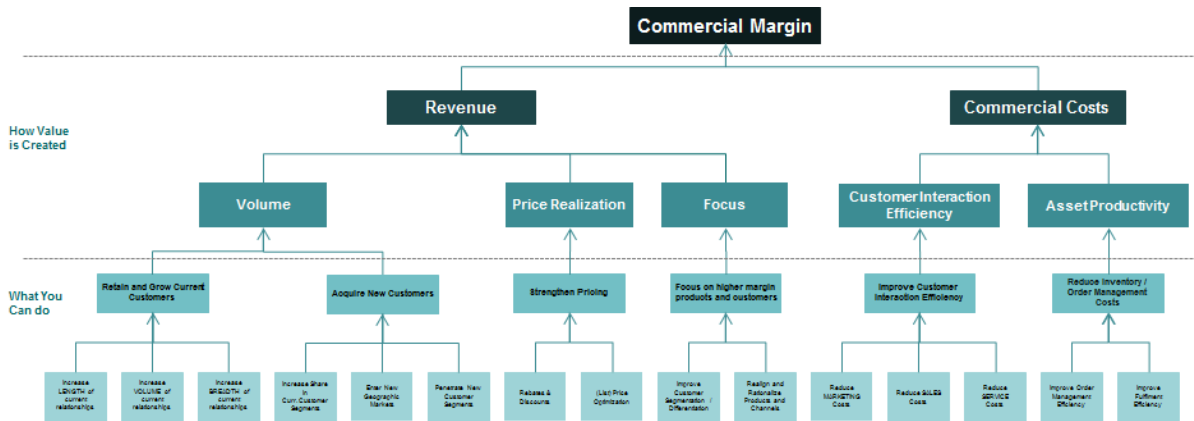 Commercial Margin
Revenue
Commercial Costs
How Value
is Created
Volume
Price Realization
Focus
Customer Interaction
Efficiency
Asset Productivity
What You
Can do
Retain and Grow Current
Customers
Acquire New Customers
Strengthen Pricing
Focus on higher margin
products and customers
Improve Customer
Interaction Efficiency
Reduce Inventory /
Order Management
Costs
Increase
LENGTH of
current
relationships
Increase
VOLUME of
current
relationships
Increase
BREADTH of
current
relationships
Increase Share
in
Curr. Customer
Segments
Enter New
Geographic
Markets
Penetrate New
Customer
Segments
Rebates &
Discounts
(List) Price
Optimization
Improve
Customer
Segmentation /
Differentation
Realign and
Rationalize
Products and
Channels
Reduce
MARKETING
Costs
Reduce SALES
Costs
Reduce
SERVICE
Costs
Improve Order
Management
Efficiency
Improve
Fulfilment
Efficiency